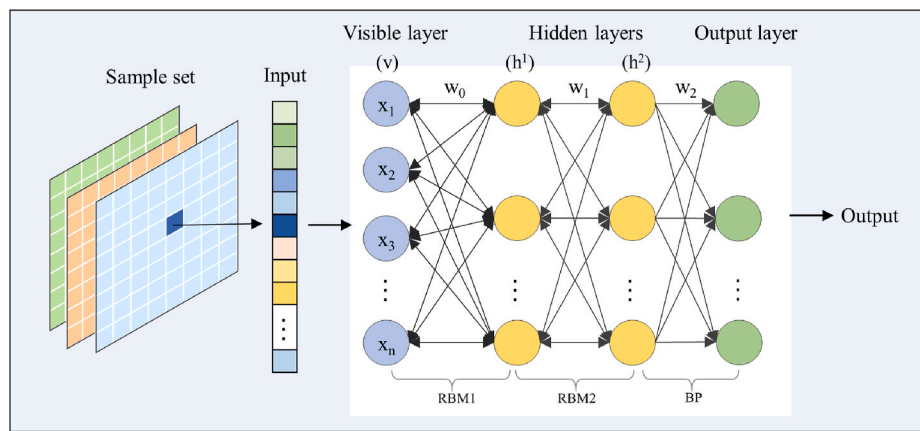 Visible layer
Hidden layers
Output layer
(v)
(h¹)
(h²)
Sample set
Input
w₀
w₁
w₂
x₁
x₂
x₃
xₙ
Output
RBM1
RBM2
BP